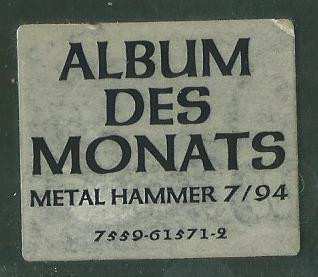 ALBUM
DES
MONATS
METAL HAMMER 7/94
7559-61571-2